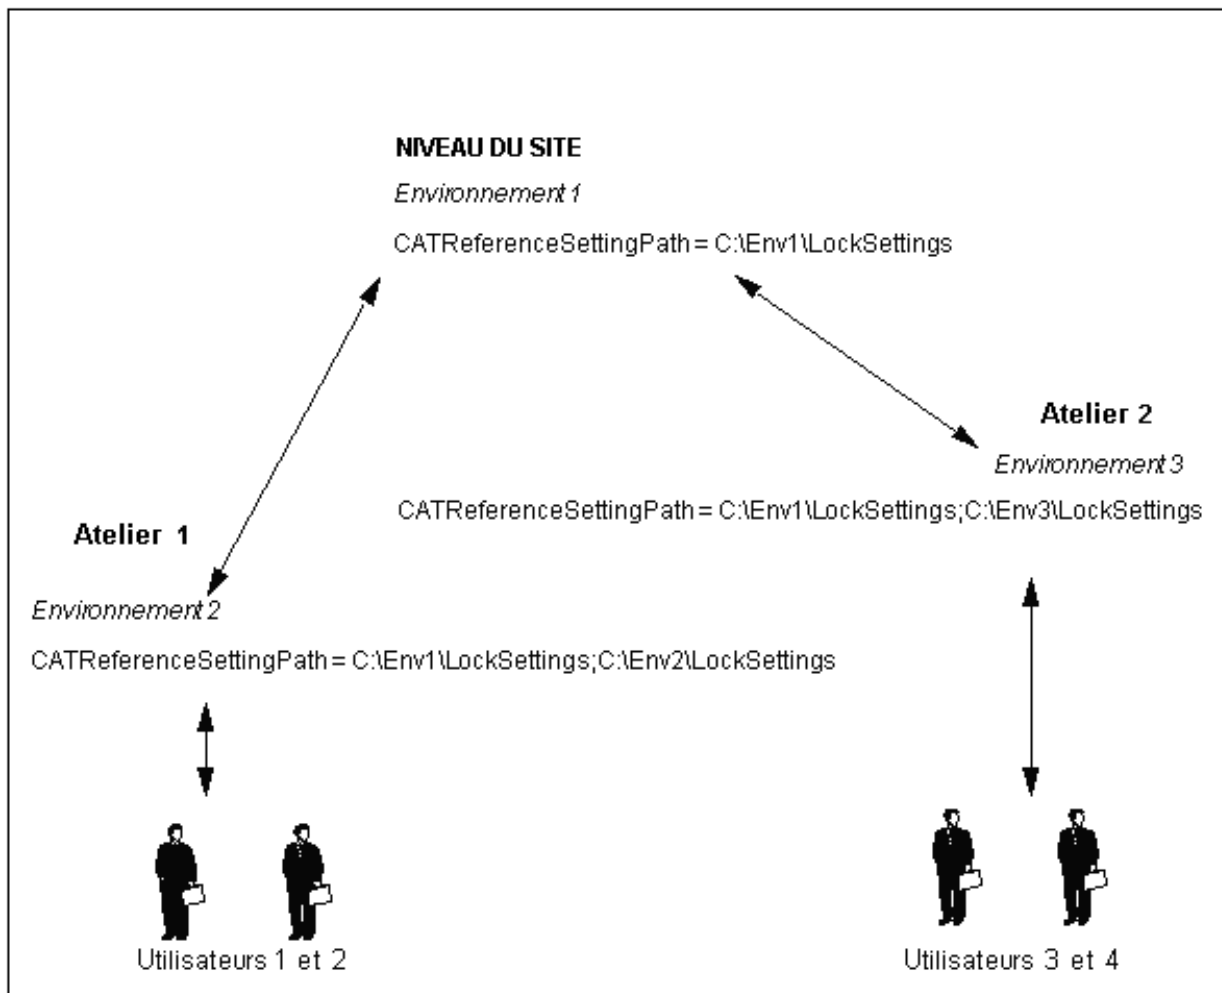 NIVEAU DU SITE
Environnement 1
CATReferenceSettingPath = C:\Env1\LockSettings
Atelier 2
Environnement 3
CATReferenceSettingPath = C:\Env1\LockSettings;C:\Env3\LockSettings
Atelier 1
Environnement 2
CATReferenceSettingPath = C:\Env1\LockSettings;C:\Env2\LockSettings
Utilisateurs 1 et 2
Utilisateurs 3 et 4